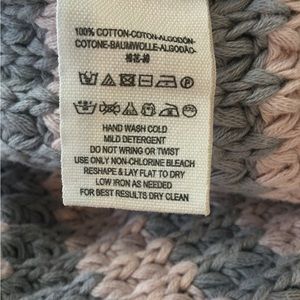 100% COTTON-COTON-ALGODÓN-
COTONE-BAUMWOLLE-ALGODÃO-
HAND WASH COLD
MILD DETERGENT
DO NOT WRING OR TWIST
USE ONLY NON-CHLORINE BLEACH
RESHAPE & LAY FLAT TO DRY
LOW IRON AS NEEDED
FOR BEST RESULTS DRY CLEAN